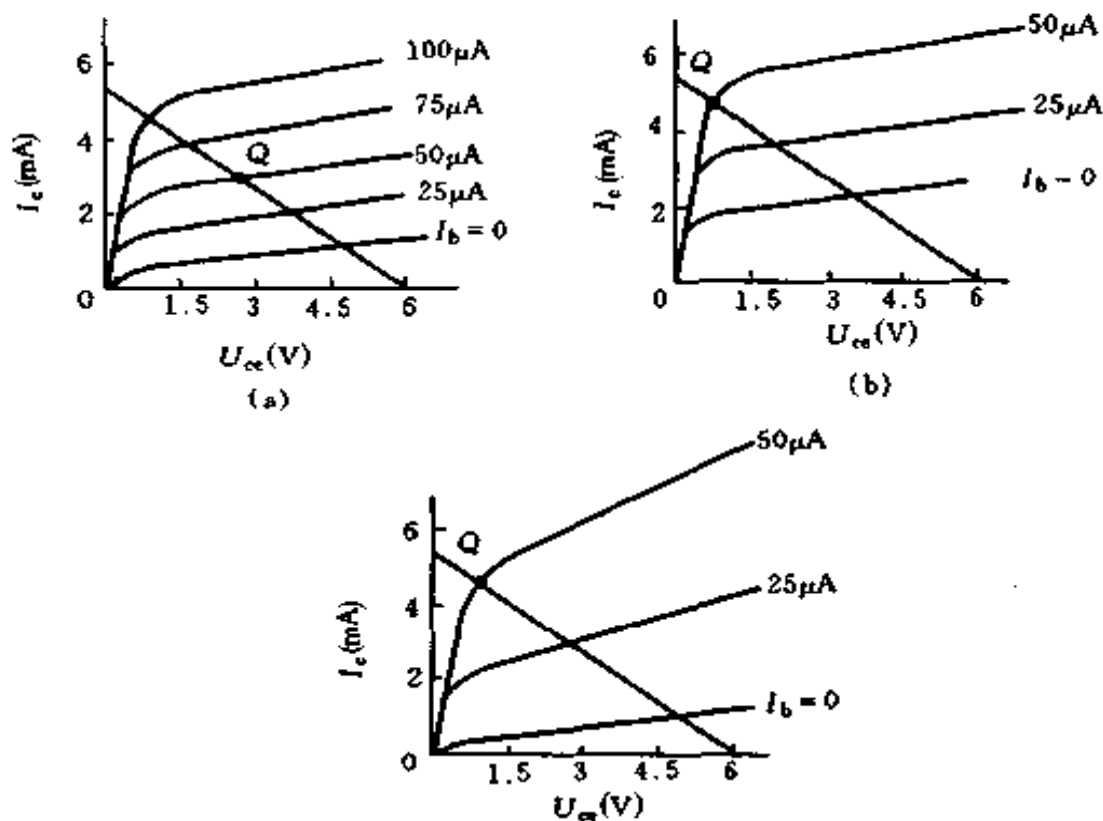 100μA
6
Q
75μA
4
50μA
2
25μA
I_b = 0
0
1.5
3
4.5
6
I_c (mA)
U_ce (V)
(a)
50μA
6
Q
25μA
4
I_b - 0
2
0
1.5
3
4.5
6
I_c (mA)
U_ce (V)
(b)
50μA
6
Q
25μA
4
2
I_b = 0
0
1.5
3
4.5
6
I_c (mA)
U_ce (V)